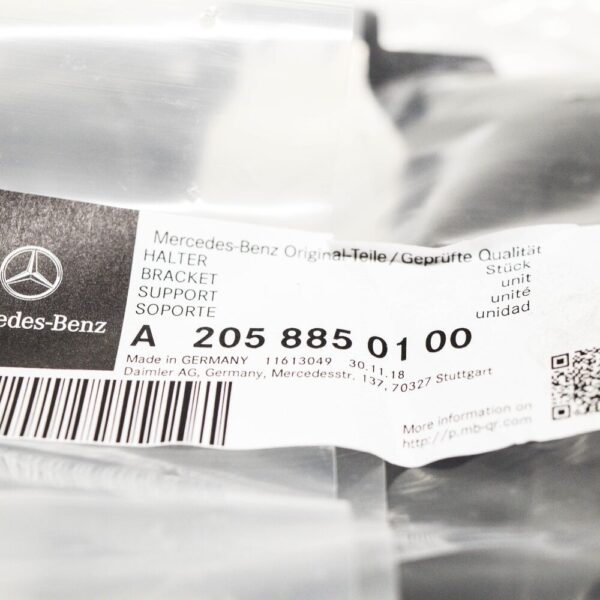 Mercedes-Benz Original-Teile/Geprüfte Qualität
HALTER Stück
BRACKET unit
SUPPORT unité
SOPORTE unidad
A 205 885 01 00
Made in GERMANY 11613049 30.11.18
Daimler AG, Germany, Mercedesstr. 137, 70327 Stuttgart
edes-Benz
More information on
http://p.mb-qr.com